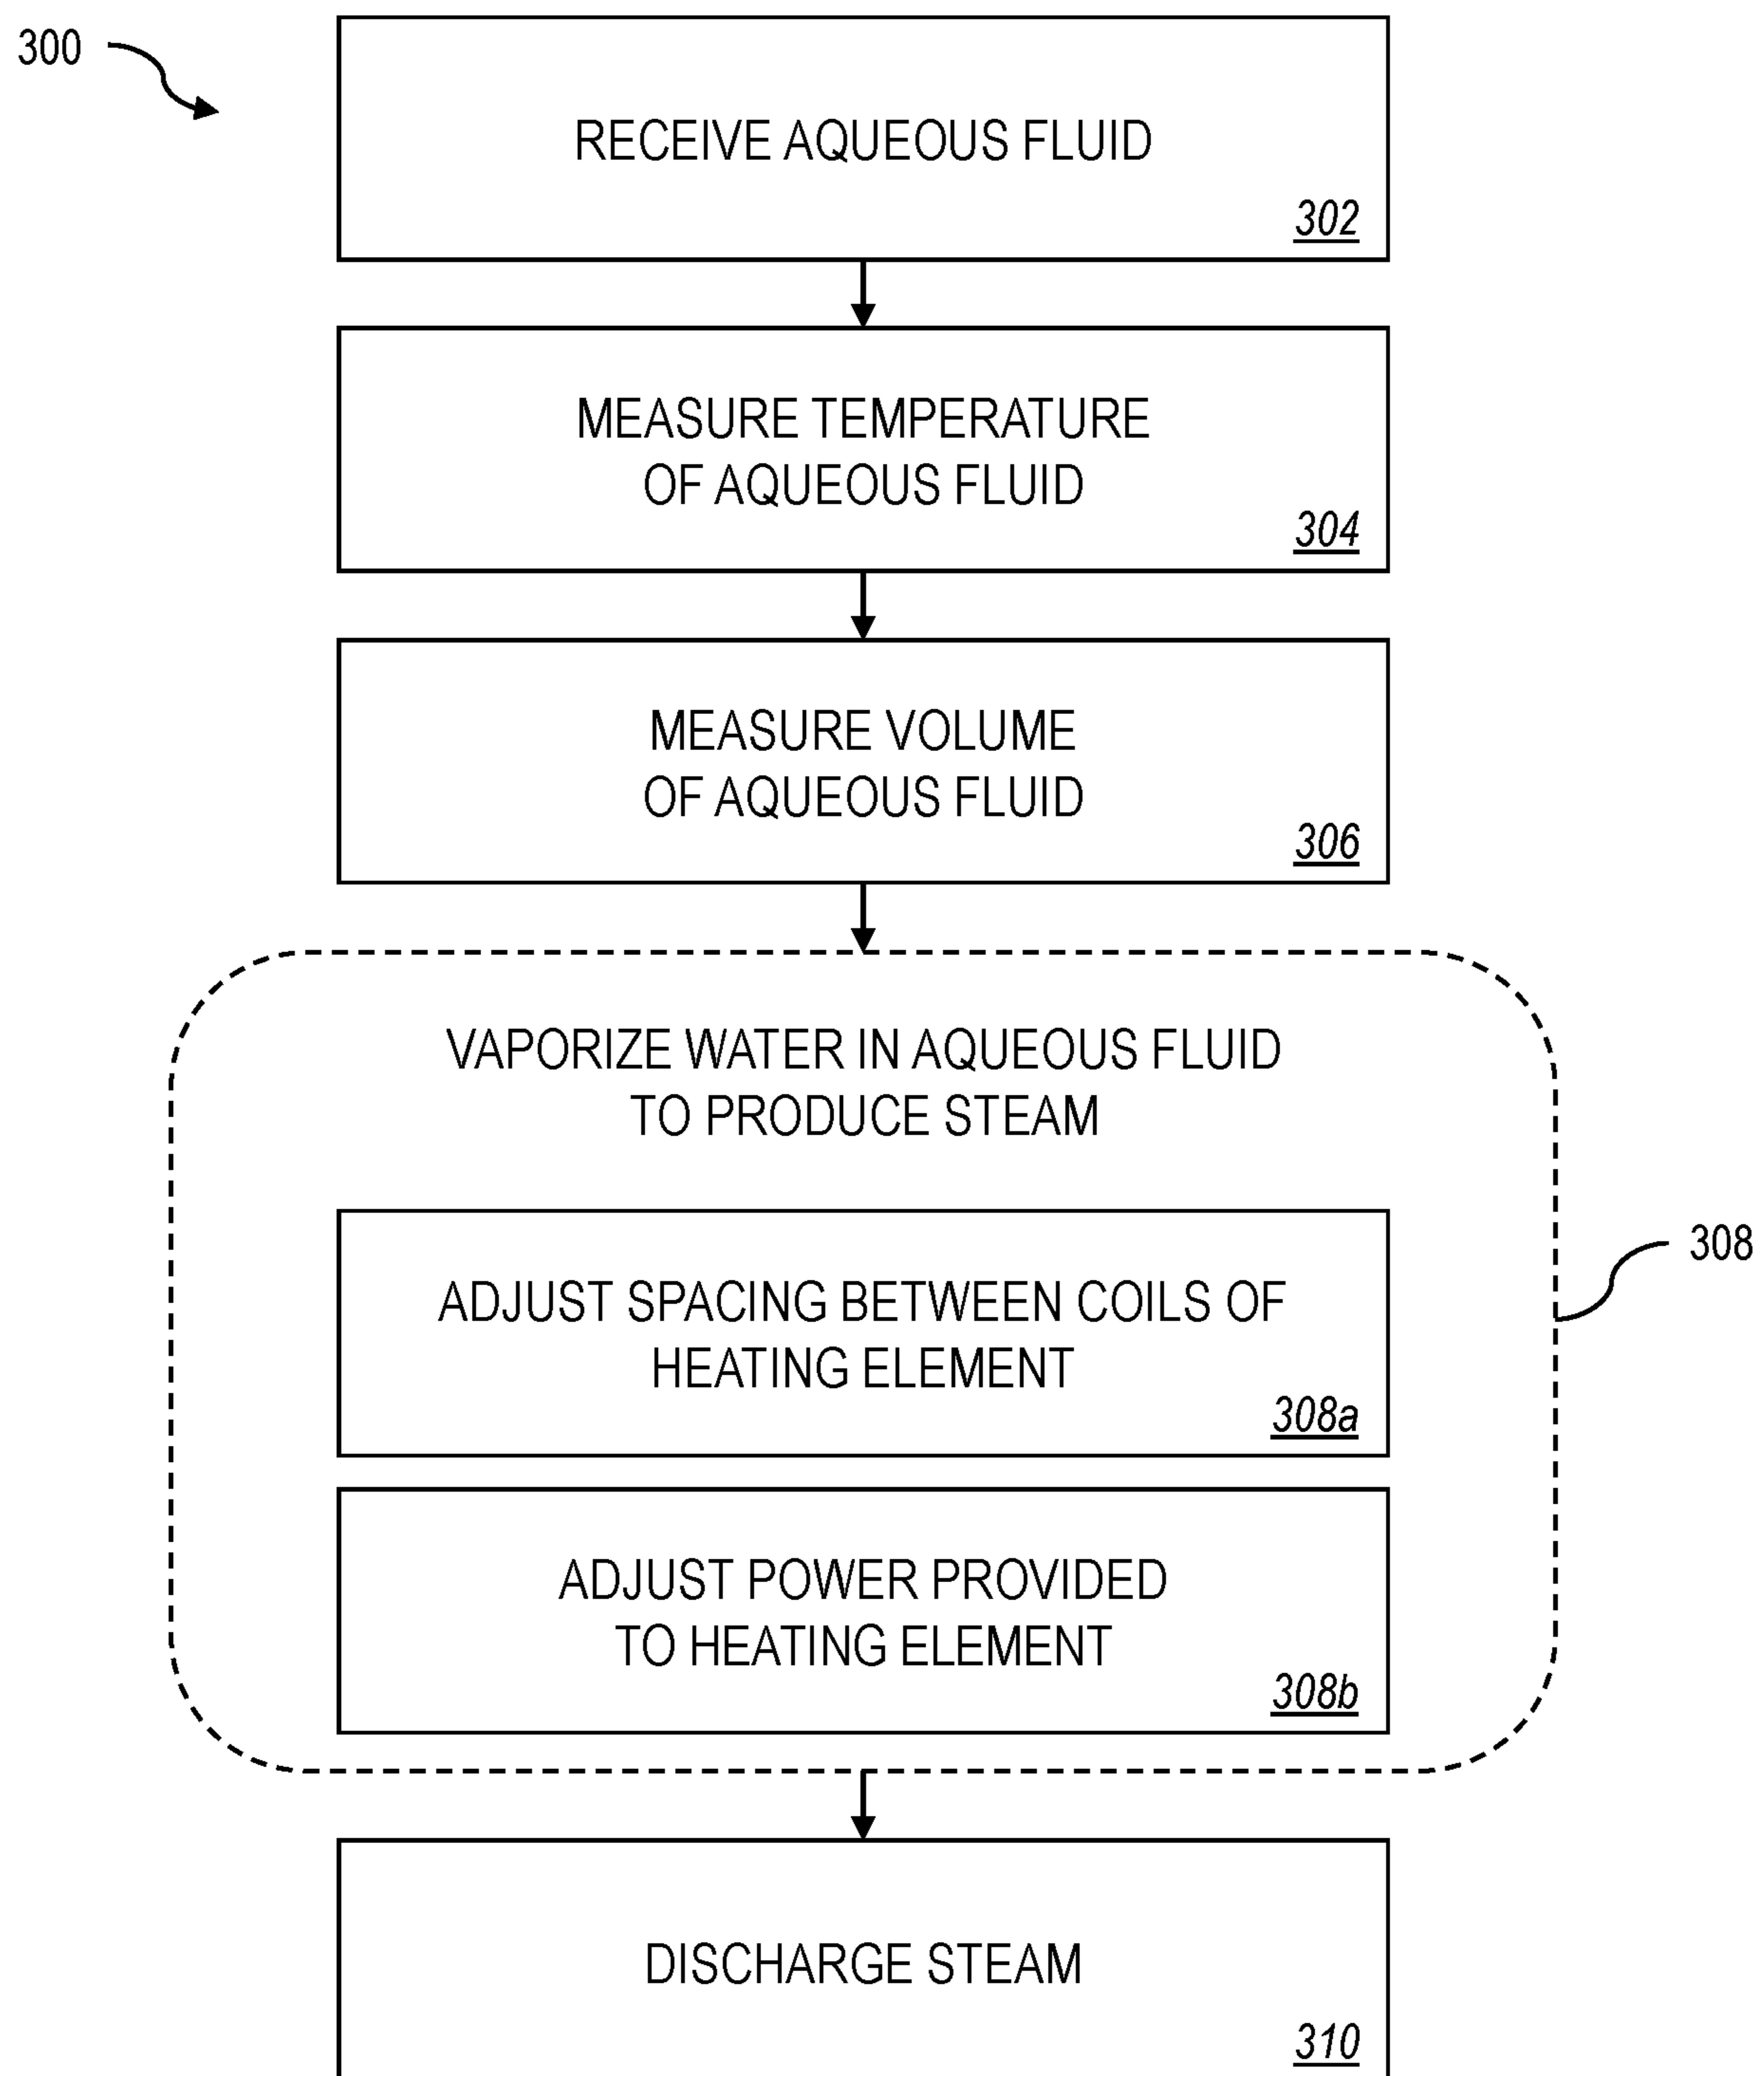 300
RECEIVE AQUEOUS FLUID
302
MEASURE TEMPERATURE
OF AQUEOUS FLUID
304
MEASURE VOLUME
OF AQUEOUS FLUID
306
VAPORIZE WATER IN AQUEOUS FLUID
TO PRODUCE STEAM
308
ADJUST SPACING BETWEEN COILS OF
HEATING ELEMENT
308a
ADJUST POWER PROVIDED
TO HEATING ELEMENT
308b
DISCHARGE STEAM
310